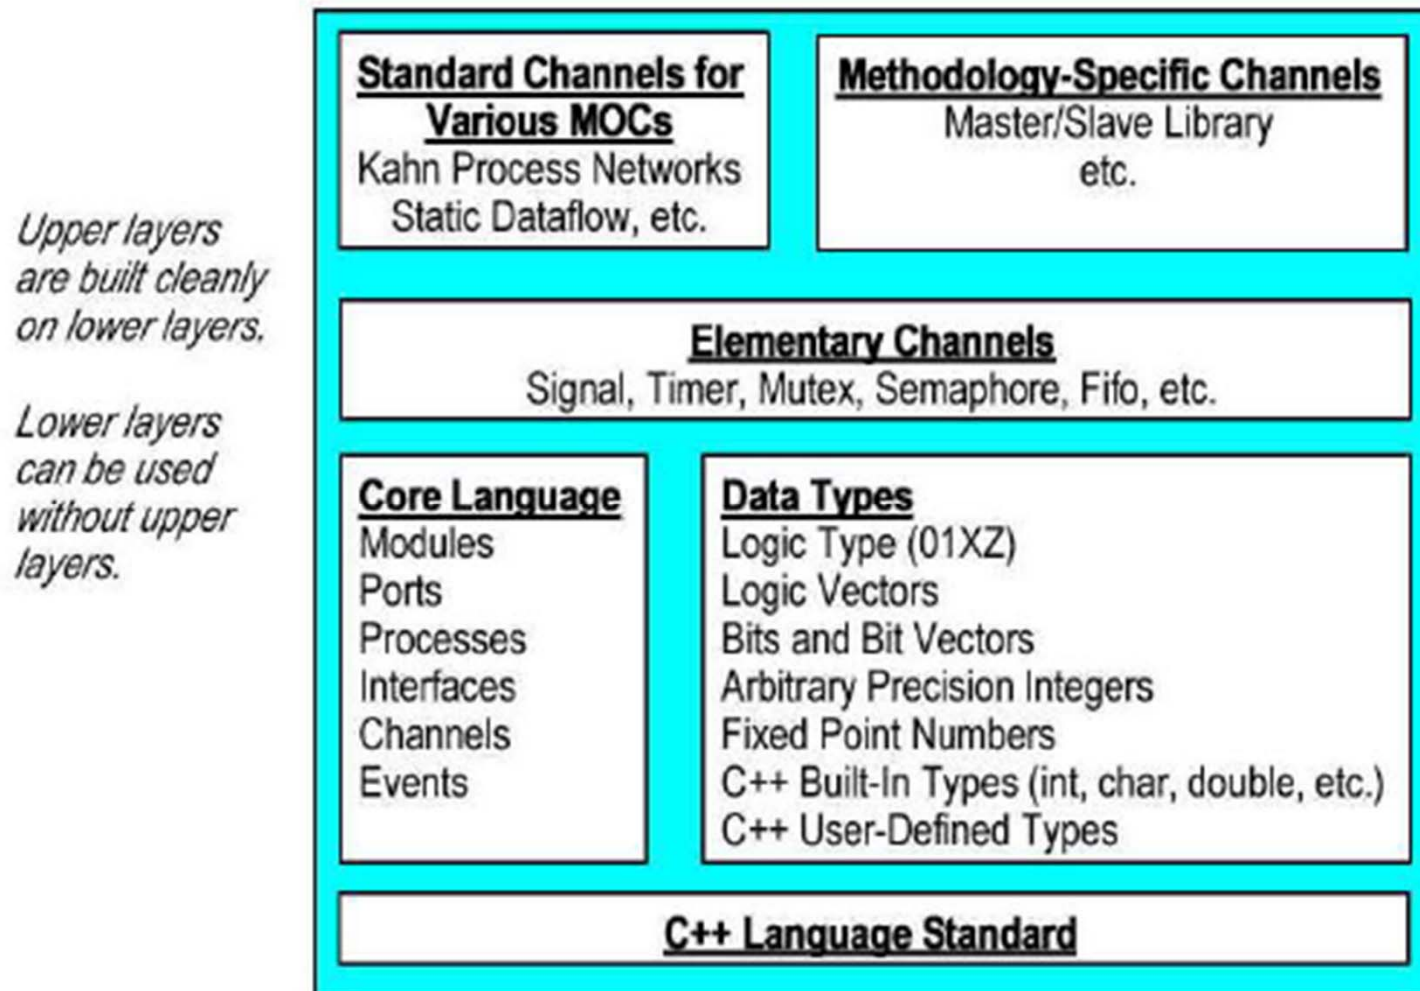 Upper layers
are built cleanly
on lower layers.
Lower layers
can be used
without upper
layers.
Standard Channels for
Various MOCs
Kahn Process Networks
Static Dataflow, etc.
Methodology-Specific Channels
Master/Slave Library
etc.
Elementary Channels
Signal, Timer, Mutex, Semaphore, Fifo, etc.
Core Language
Modules
Ports
Processes
Interfaces
Channels
Events
Data Types
Logic Type (01XZ)
Logic Vectors
Bits and Bit Vectors
Arbitrary Precision Integers
Fixed Point Numbers
C++ Built-In Types (int, char, double, etc.)
C++ User-Defined Types
C++ Language Standard